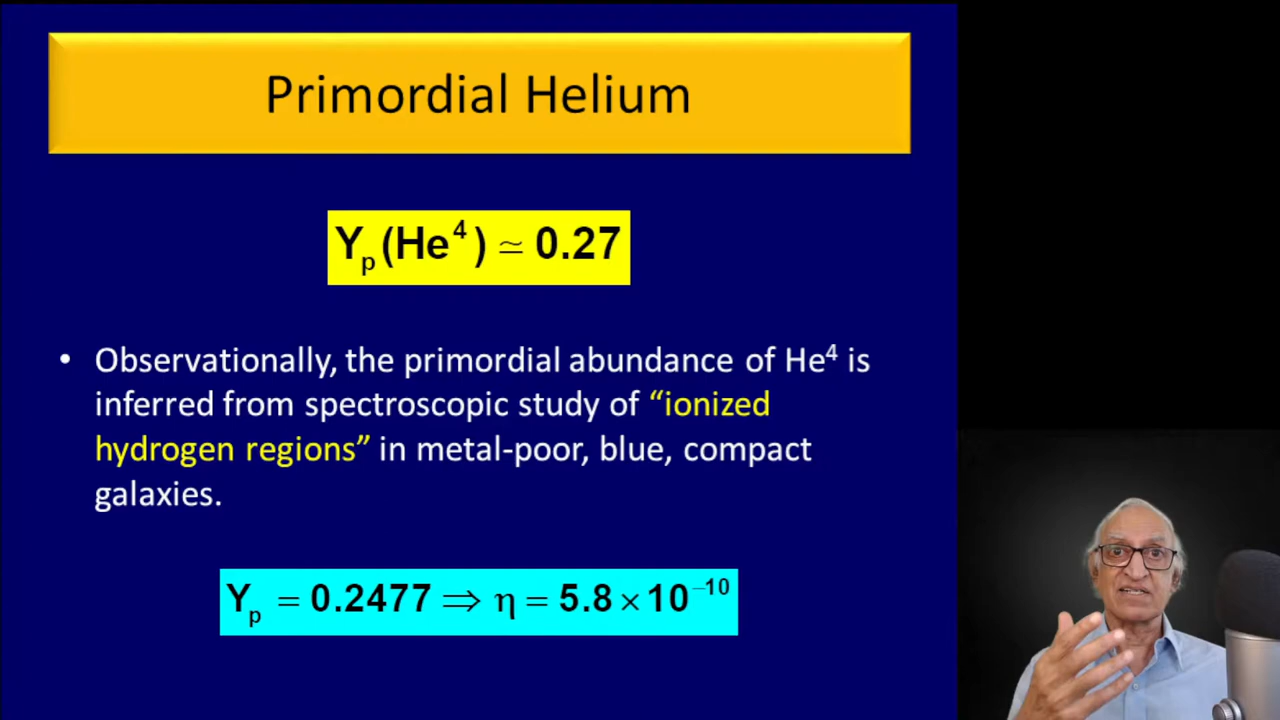 Primordial Helium
Yₚ(He⁴) ≃ 0.27
• Observationally, the primordial abundance of He⁴ is
inferred from spectroscopic study of “ionized
hydrogen regions” in metal-poor, blue, compact
galaxies.
Yₚ = 0.2477 ⟹ η = 5.8 × 10⁻¹⁰